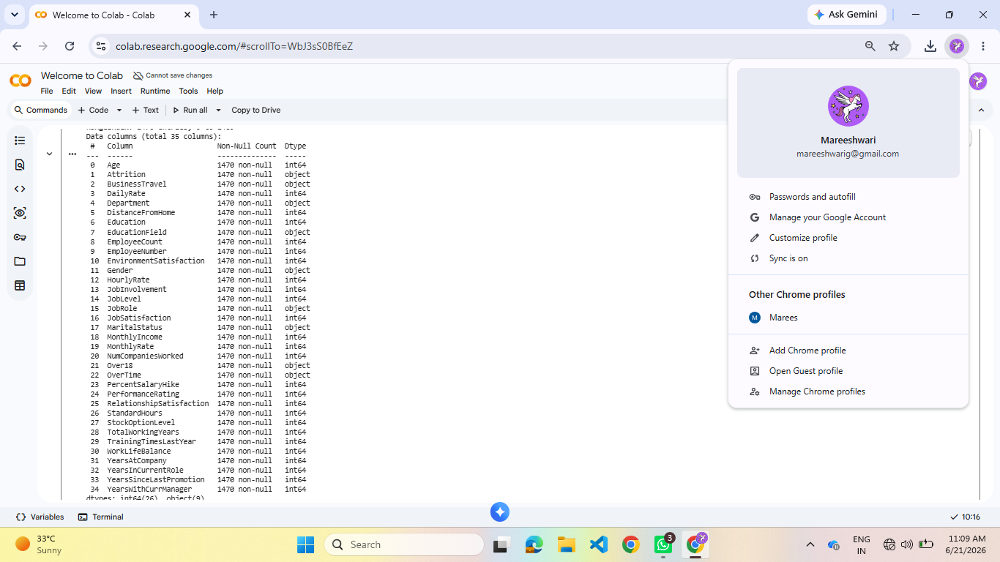 Welcome to Colab - Colab
Ask Gemini
colab.research.google.com/#scrollTo=WbJ3sS0BfEeZ
Welcome to Colab Cannot save changes
File Edit View Insert Runtime Tools Help
Commands + Code + Text Run all Copy to Drive
Data columns (total 35 columns):
# Column Non-Null Count Dtype
--- ------ -------------- -----
0 Age 1470 non-null int64
1 Attrition 1470 non-null object
2 BusinessTravel 1470 non-null object
3 DailyRate 1470 non-null int64
4 Department 1470 non-null object
5 DistanceFromHome 1470 non-null int64
6 Education 1470 non-null int64
7 EducationField 1470 non-null object
8 EmployeeCount 1470 non-null int64
9 EmployeeNumber 1470 non-null int64
10 EnvironmentSatisfaction 1470 non-null int64
11 Gender 1470 non-null object
12 HourlyRate 1470 non-null int64
13 JobInvolvement 1470 non-null int64
14 JobLevel 1470 non-null int64
15 JobRole 1470 non-null object
16 JobSatisfaction 1470 non-null int64
17 MaritalStatus 1470 non-null object
18 MonthlyIncome 1470 non-null int64
19 MonthlyRate 1470 non-null int64
20 NumCompaniesWorked 1470 non-null int64
21 Over18 1470 non-null object
22 OverTime 1470 non-null object
23 PercentSalaryHike 1470 non-null int64
24 PerformanceRating 1470 non-null int64
25 RelationshipSatisfaction 1470 non-null int64
26 StandardHours 1470 non-null int64
27 StockOptionLevel 1470 non-null int64
28 TotalWorkingYears 1470 non-null int64
29 TrainingTimesLastYear 1470 non-null int64
30 WorkLifeBalance 1470 non-null int64
31 YearsAtCompany 1470 non-null int64
32 YearsInCurrentRole 1470 non-null int64
33 YearsSinceLastPromotion 1470 non-null int64
34 YearsWithCurrManager 1470 non-null int64
dtypes: int64(26), object(9)
Mareeshwari
mareeshwarig@gmail.com
Passwords and autofill
Manage your Google Account
Customize profile
Sync is on
Other Chrome profiles
M Marees
Add Chrome profile
Open Guest profile
Manage Chrome profiles
Variables Terminal
10:16
33°C
Sunny
Search
3
ENG
IN
11:09 AM
6/21/2026